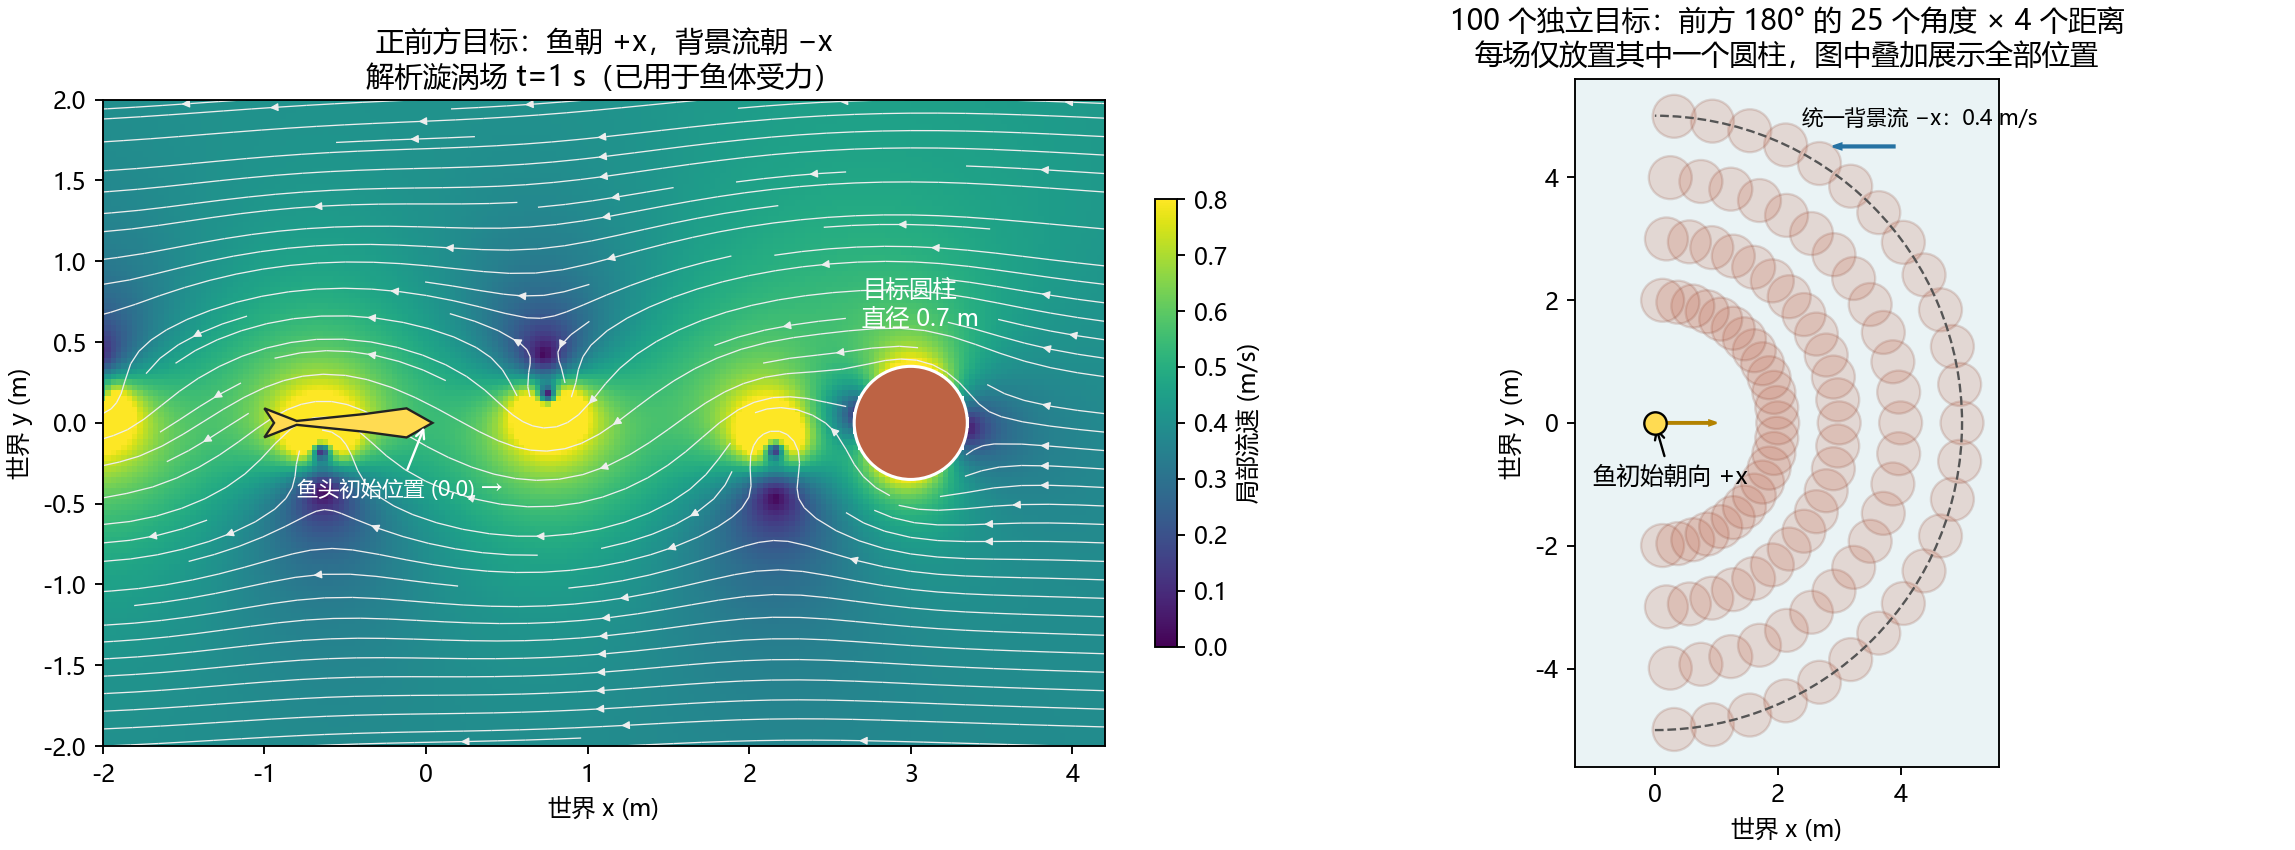 正前方目标：鱼朝 +x，背景流朝 −x
解析漩涡场 t=1 s（已用于鱼体受力）
2.0
1.5
1.0
0.5
0.0
-0.5
-1.0
-1.5
-2.0
世界 y (m)
目标圆柱
直径 0.7 m
鱼头初始位置 (0,0) →
-2
-1
0
1
2
3
4
世界 x (m)
0.8
0.7
0.6
0.5
0.4
0.3
0.2
0.1
0.0
局部流速 (m/s)
100 个独立目标：前方 180° 的 25 个角度 × 4 个距离
每场仅放置其中一个圆柱，图中叠加展示全部位置
统一背景流 −x：0.4 m/s
4
2
0
-2
-4
世界 y (m)
鱼初始朝向 +x
0
2
4
世界 x (m)